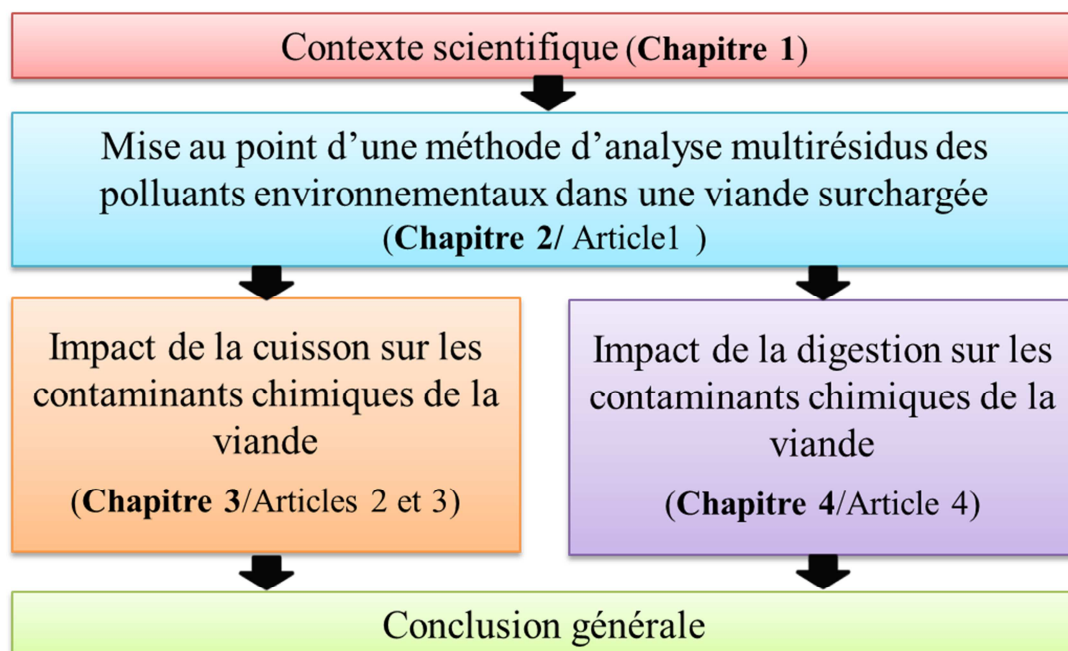 Contexte scientifique (Chapitre 1)
Mise au point d’une méthode d’analyse multirésidus des
polluants environnementaux dans une viande surchargée
(Chapitre 2/ Article1 )
Impact de la cuisson sur les
contaminants chimiques de la
viande
(Chapitre 3/Articles 2 et 3)
Impact de la digestion sur les
contaminants chimiques de la
viande
(Chapitre 4/Article 4)
Conclusion générale